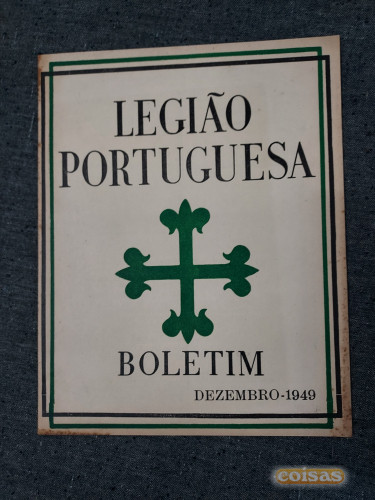 LEGIÃO
PORTUGUESA
BOLETIM
DEZEMBRO-1949
coisas